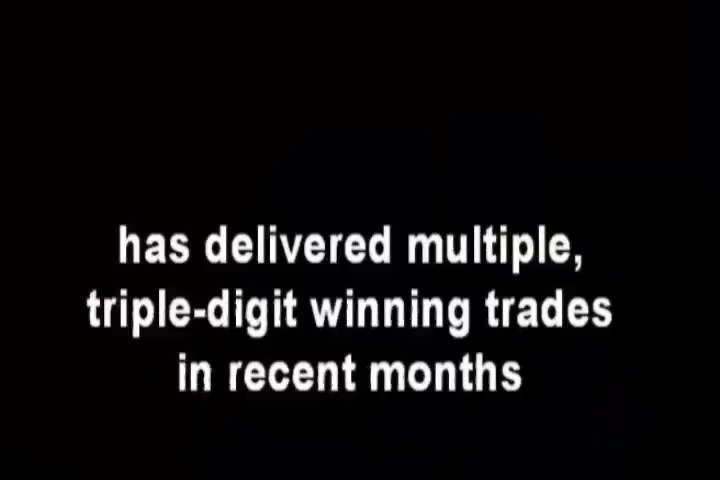 has delivered multiple,
triple-digit winning trades
in recent months